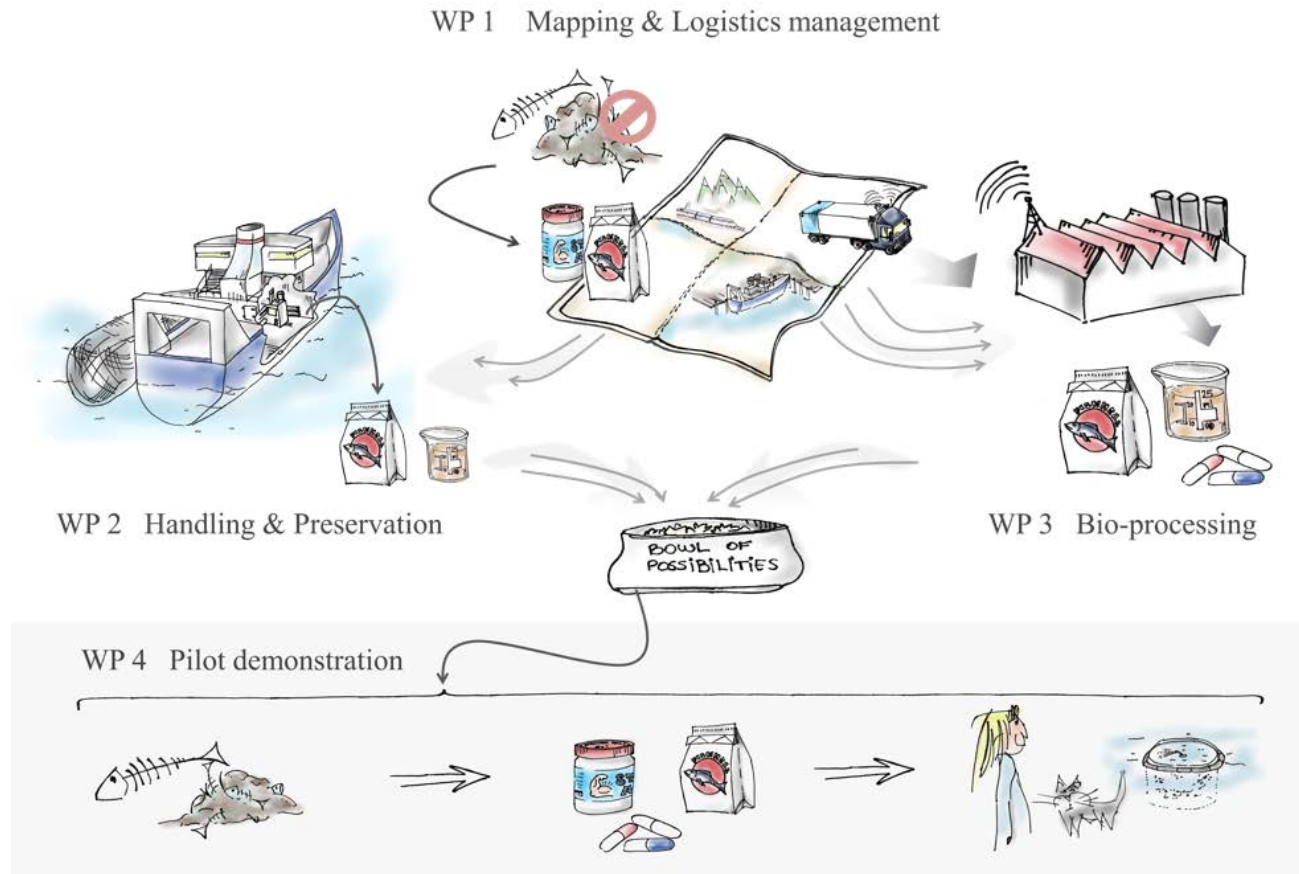 WP 1 Mapping & Logistics management
WP 2 Handling & Preservation
WP 3 Bio-processing
BOWL OF
POSSIBILITIES
WP 4 Pilot demonstration